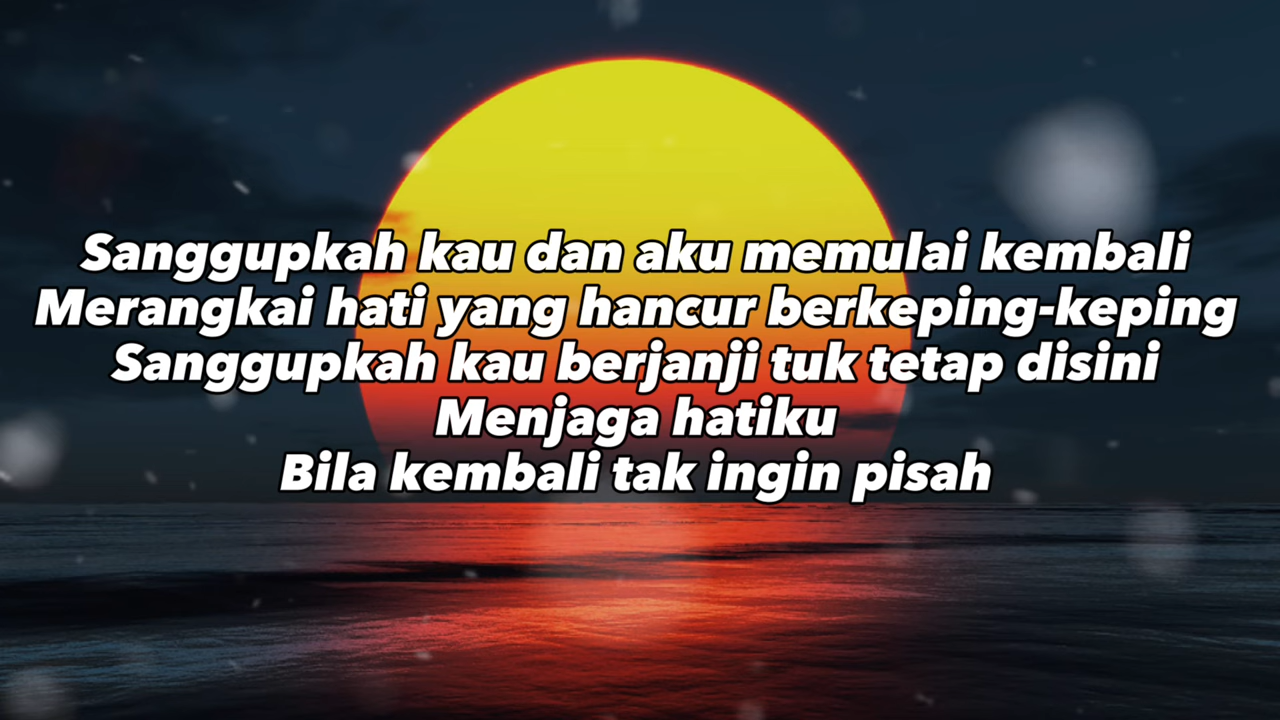 Sanggupkah kau dan aku memulai kembali
Merangkai hati yang hancur berkeping-keping
Sanggupkah kau berjanji tuk tetap disini
Menjaga hatiku
Bila kembali tak ingin pisah